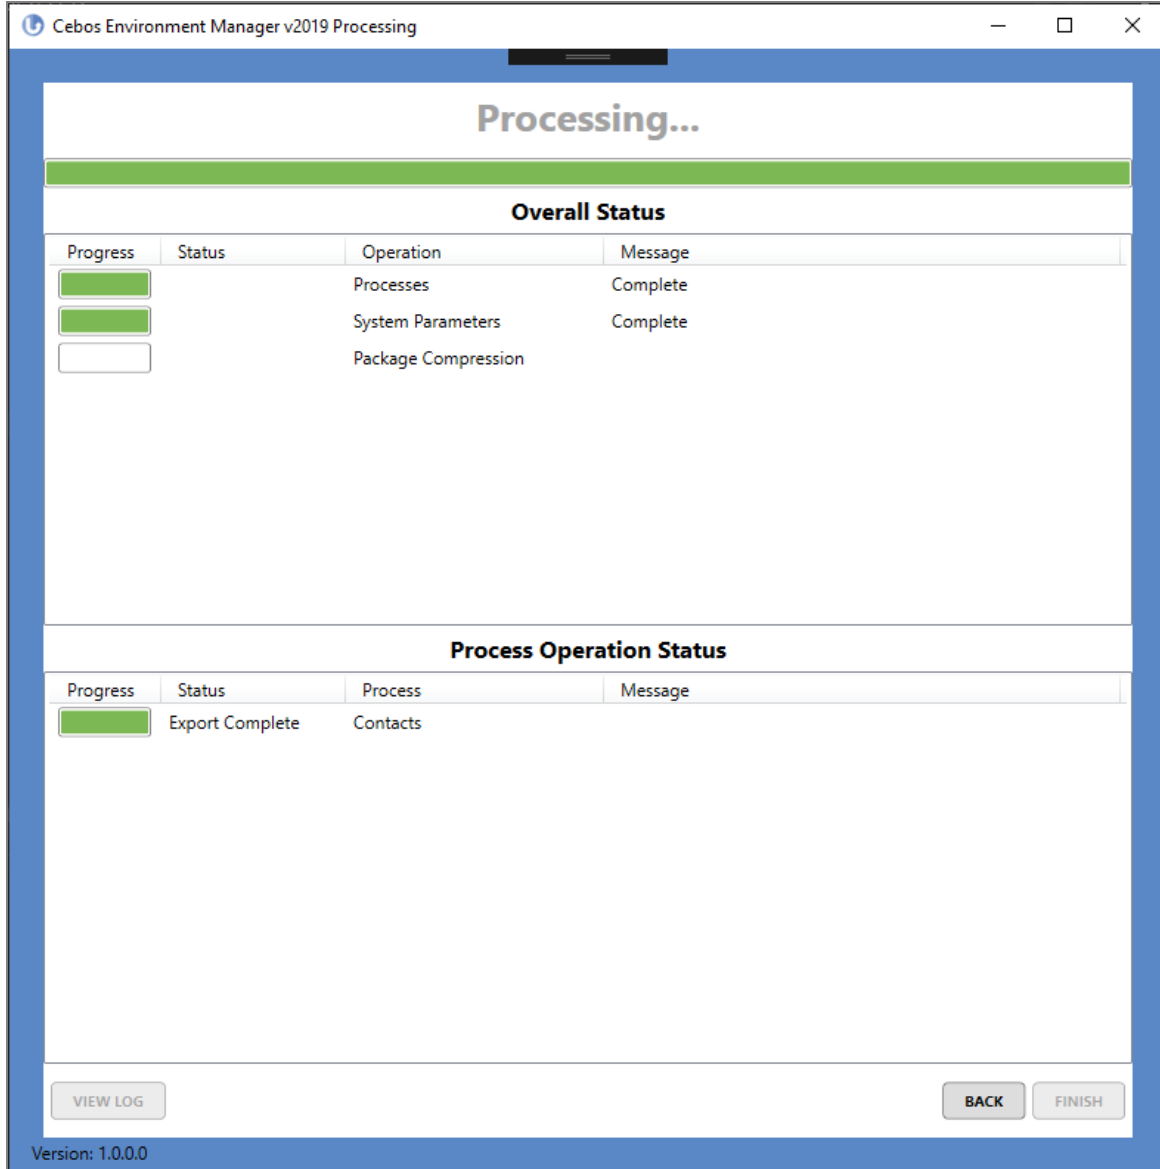 Cebos Environment Manager v2019 Processing
Processing...
Overall Status
Progress Status Operation Message
Processes Complete
System Parameters Complete
Package Compression
Process Operation Status
Progress Status Process Message
Export Complete Contacts
VIEW LOG BACK FINISH
Version: 1.0.0.0